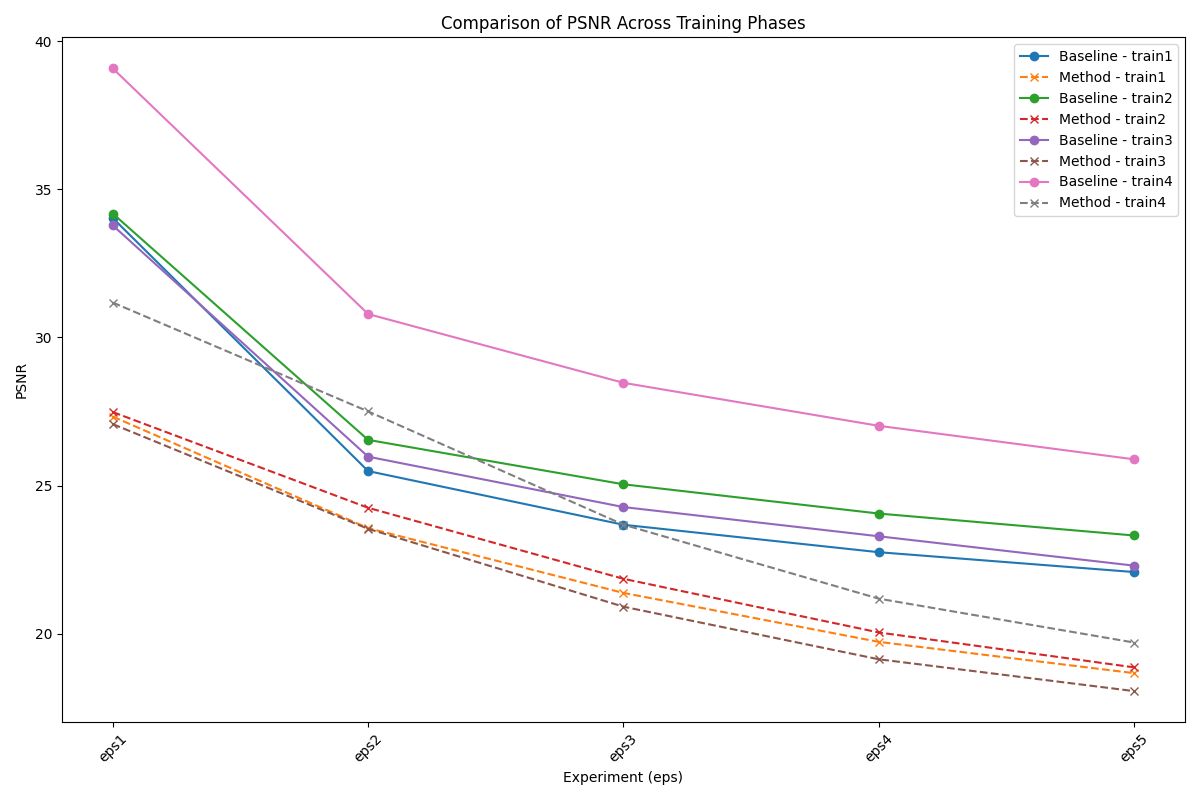 Comparison of PSNR Across Training Phases
40
35
30
25
20
PSNR
Baseline - train1
Method - train1
Baseline - train2
Method - train2
Baseline - train3
Method - train3
Baseline - train4
Method - train4
eps1
eps2
eps3
eps4
eps5
Experiment (eps)